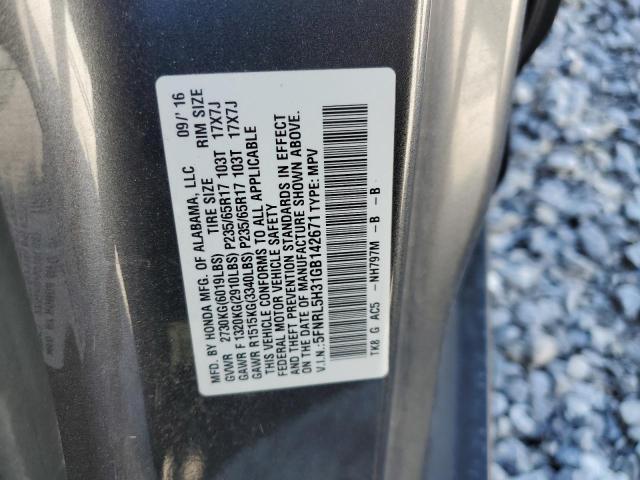 MFD. BY HONDA MFG. OF ALABAMA, LLC 09/'16
TIRE SIZE RIM SIZE
GVWR 2730KG(6019LBS)
GAWR F 1320KG(2910LBS) P235/65R17 103T 17X7J
GAWR R1515KG(3340LBS) P235/65R17 103T 17X7J
THIS VEHICLE CONFORMS TO ALL APPLICABLE
FEDERAL MOTOR VEHICLE SAFETY
AND THEFT PREVENTION STANDARDS IN EFFECT
ON THE DATE OF MANUFACTURE SHOWN ABOVE.
V.I.N.:5FNRL5H31GB142671 TYPE: MPV
TK8 G AC5 -NH797M -B -B